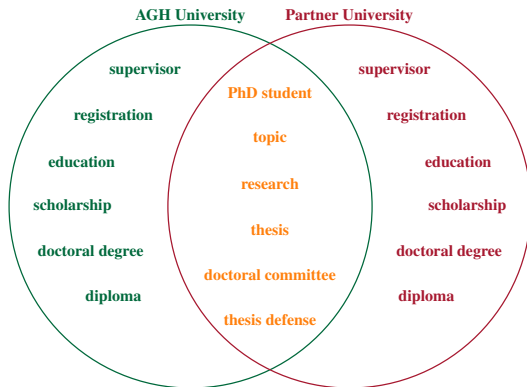 AGH University
Partner University
supervisor
registration
education
scholarship
doctoral degree
diploma
PhD student
topic
research
thesis
doctoral committee
thesis defense
supervisor
registration
education
scholarship
doctoral degree
diploma